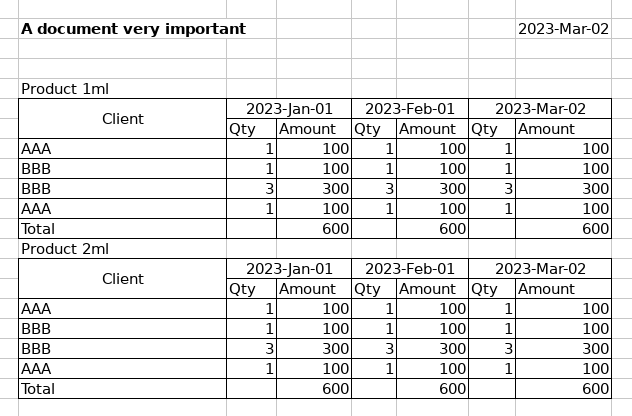 A document very important 2023-Mar-02
Product 1ml
Client 2023-Jan-01 2023-Feb-01 2023-Mar-02
Qty Amount Qty Amount Qty Amount
AAA 1 100 1 100 1 100
BBB 1 100 1 100 1 100
BBB 3 300 3 300 3 300
AAA 1 100 1 100 1 100
Total 600 600 600
Product 2ml
Client 2023-Jan-01 2023-Feb-01 2023-Mar-02
Qty Amount Qty Amount Qty Amount
AAA 1 100 1 100 1 100
BBB 1 100 1 100 1 100
BBB 3 300 3 300 3 300
AAA 1 100 1 100 1 100
Total 600 600 600